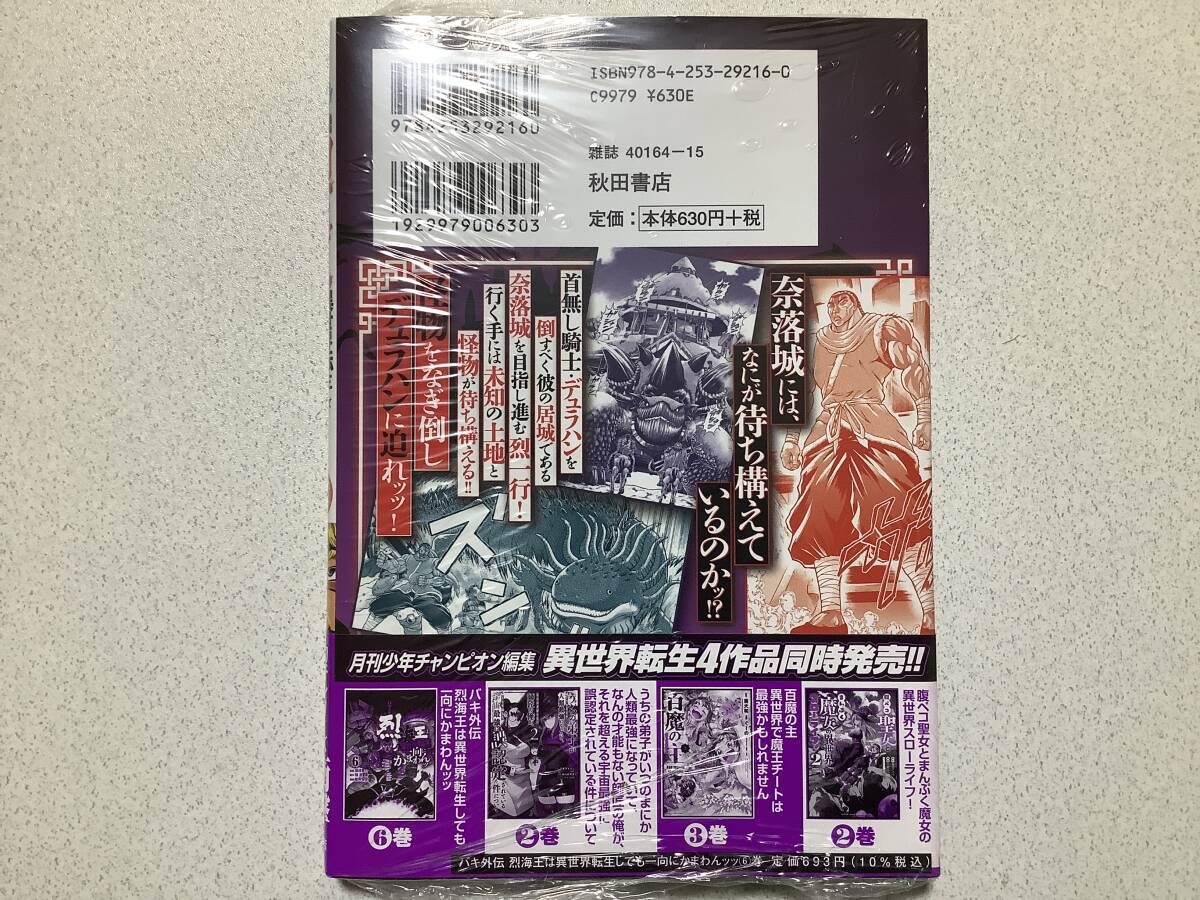 ISBN978-4-253-29216-0
C9979 ¥630E
9784253292160
雑誌 40164-15
秋田書店
定価：本体630円+税
1929979006303
奈落城には、
なにが待ち構えて
いるのかッ!?
首無し騎士・デュラハンを
倒すべく彼の居城である
奈落城を目指し進む烈一行!
行く手には未知の土地と
怪物が待ち構える!!
怪物をなぎ倒し
デュラハンに迫れッッ!
ズン
月刊少年チャンピオン編集 異世界転生4作品同時発売!!
腹ペコ聖女とまんぷく魔女の
異世界スローライフ!
2巻
百魔の主
異世界で魔王チートは
最強かもしれません
百魔の主
3巻
うちの弟子がいつのまにか
人類最強になっていて、
なんの才能もない師匠の俺が、
それを超える宇宙最強に
誤認定されている件について
2巻
バキ外伝
烈海王は異世界転生しても
一向にかまわんッッ
6巻
バキ外伝 烈海王は異世界転生しても一向にかまわんッッ⑥巻 定価693円(10%税込)